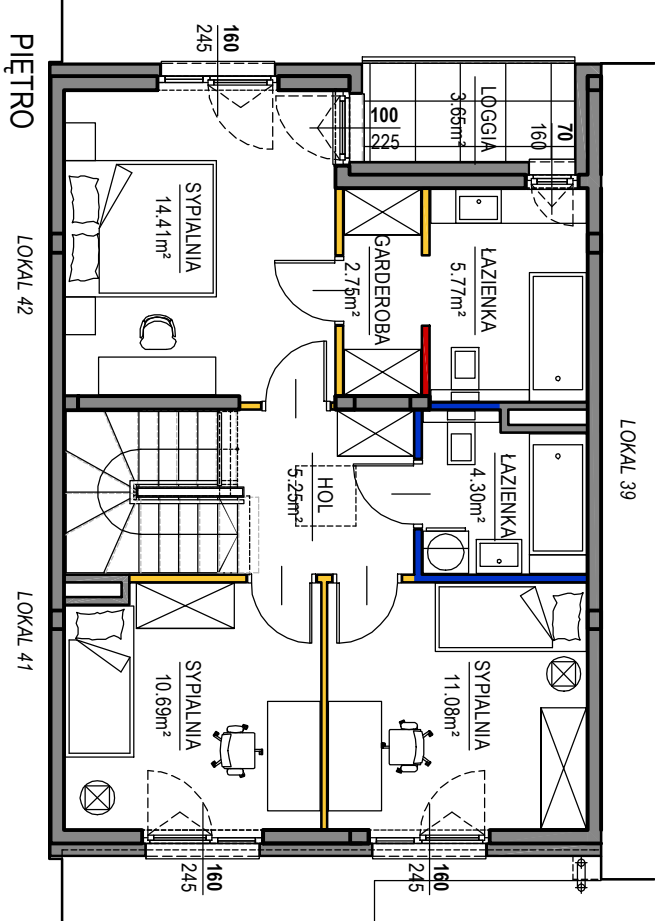 PIĘTRO
LOKAL 42
LOKAL 41
LOKAL 39
160
245
100
225
70
160
LOGGIA
3.65m²
SYPIALNIA
14.41m²
GARDEROBA
2.75m²
ŁAZIENKA
5.77m²
HOL
5.25m²
ŁAZIENKA
4.30m²
SYPIALNIA
10.69m²
SYPIALNIA
11.08m²
160
245
160
245